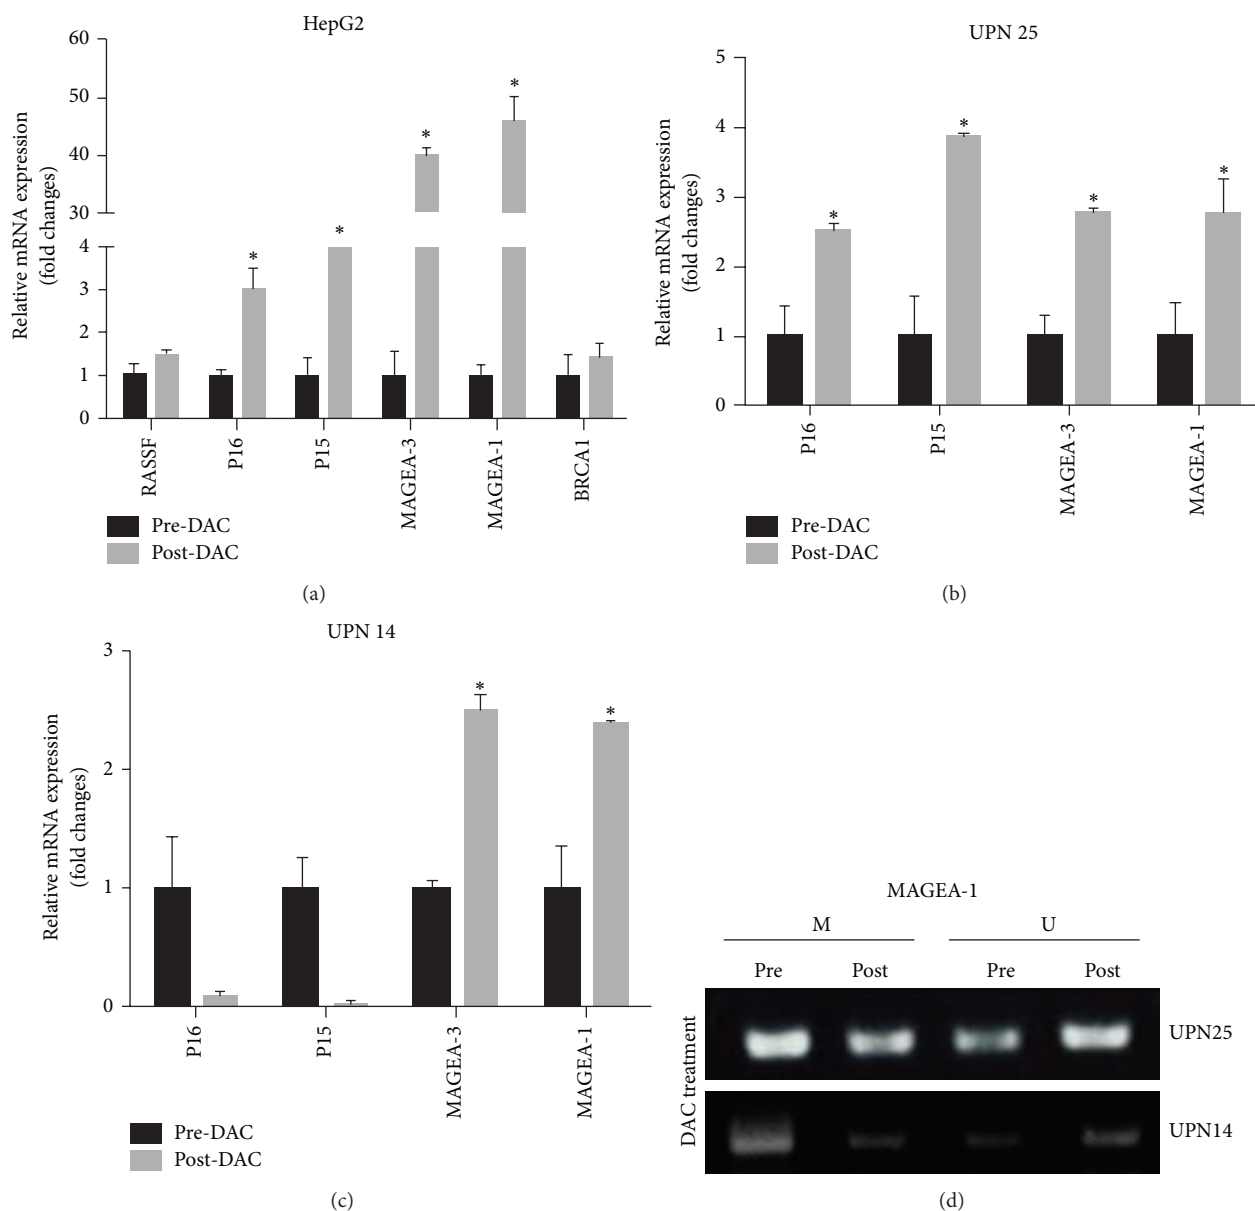 HepG2
60
50
40
30
4
3
2
1
0
Relative mRNA expression
(fold changes)
*
*
*
*
RASSF
P16
P15
MAGEA-3
MAGEA-1
BRCA1
Pre-DAC
Post-DAC
(a)
UPN 25
5
4
3
2
1
0
Relative mRNA expression
(fold changes)
*
*
*
*
P16
P15
MAGEA-3
MAGEA-1
Pre-DAC
Post-DAC
(b)
UPN 14
3
2
1
0
Relative mRNA expression
(fold changes)
*
*
P16
P15
MAGEA-3
MAGEA-1
Pre-DAC
Post-DAC
(c)
MAGEA-1
M U
Pre Post Pre Post
DAC treatment
UPN25
UPN14
(d)